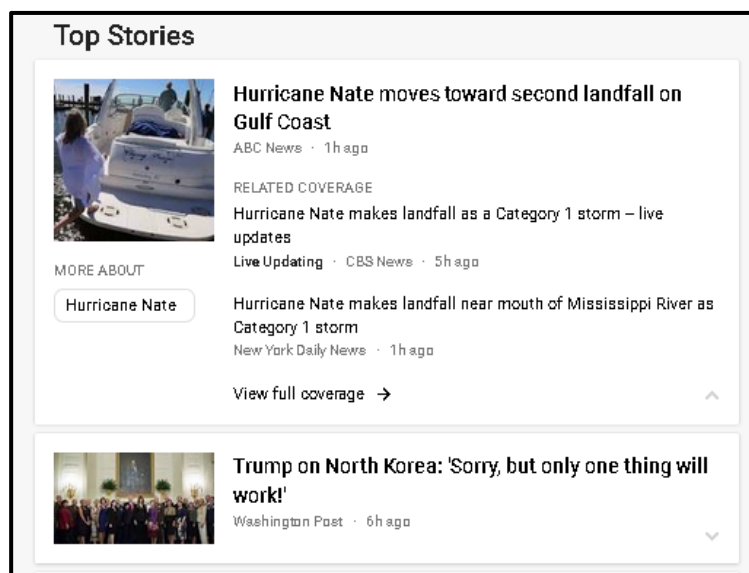 Top Stories
Hurricane Nate moves toward second landfall on
Gulf Coast
ABC News · 1h ago
RELATED COVERAGE
Hurricane Nate makes landfall as a Category 1 storm – live
updates
Live Updating · CBS News · 5h ago
MORE ABOUT
Hurricane Nate
Hurricane Nate makes landfall near mouth of Mississippi River as
Category 1 storm
New York Daily News · 1h ago
View full coverage →
Trump on North Korea: 'Sorry, but only one thing will
work!'
Washington Post · 6h ago